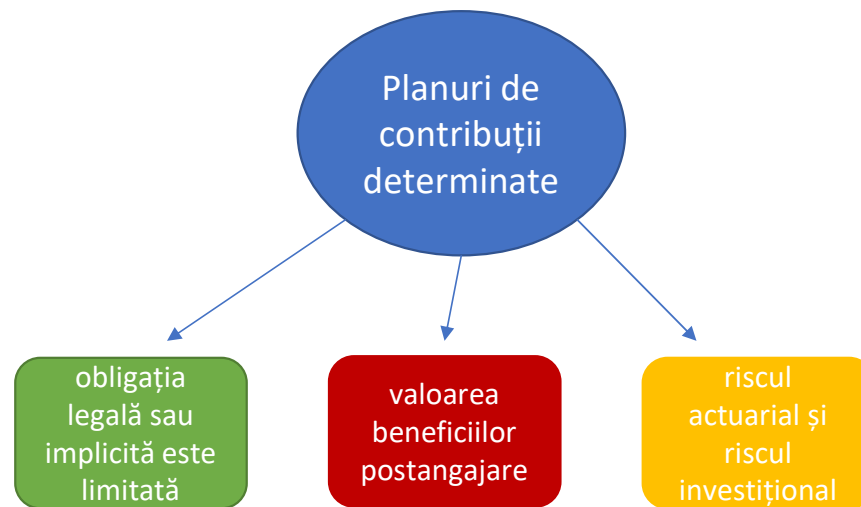 Planuri de
contribuții
determinate
obligația
legală sau
implicită este
limitată
valoarea
beneficiilor
postangajare
riscul
actuarial și
riscul
investițional